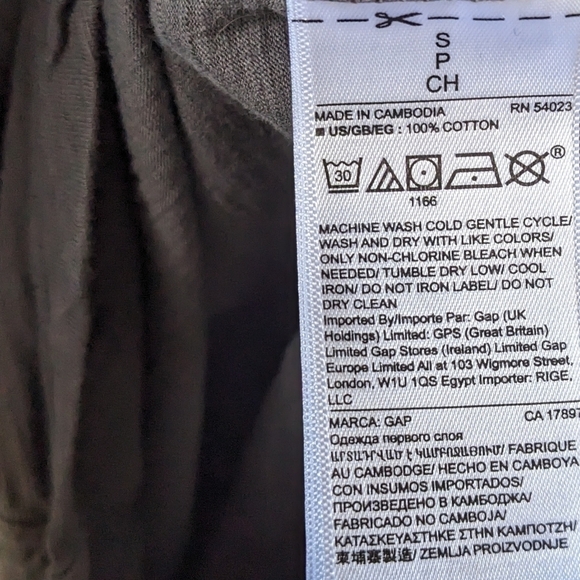 S
P
CH
MADE IN CAMBODIA RN 54023
US/GB/EG : 100% COTTON
30 ®
1166
MACHINE WASH COLD GENTLE CYCLE/
WASH AND DRY WITH LIKE COLORS/
ONLY NON-CHLORINE BLEACH WHEN
NEEDED/ TUMBLE DRY LOW/ COOL
IRON/ DO NOT IRON LABEL/ DO NOT
DRY CLEAN
Imported By/Importe Par: Gap (UK
Holdings) Limited: GPS (Great Britain)
Limited Gap Stores (Ireland) Limited Gap
Europe Limited All at 103 Wigmore Street,
London, W1U 1QS Egypt Importer: RIGE,
LLC
MARCA: GAP CA 17897
Одежда первого слоя
ԱՐՏԱԴՐՎԱԾ Է ԿԱՄԲՈՋԱՅՈՒՄ/ FABRIQUE
AU CAMBODGE/ HECHO EN CAMBOYA
CON INSUMOS IMPORTADOS/
ПРОИЗВЕДЕНО В КАМБОДЖА/
FABRICADO NO CAMBOJA/
ΚΑΤΑΣΚΕΥΑΣΤΗΚΕ ΣΤΗΝ ΚΑΜΠΟΤΖΗ/
柬埔寨製造/ ZEMLJA PROIZVODNJE